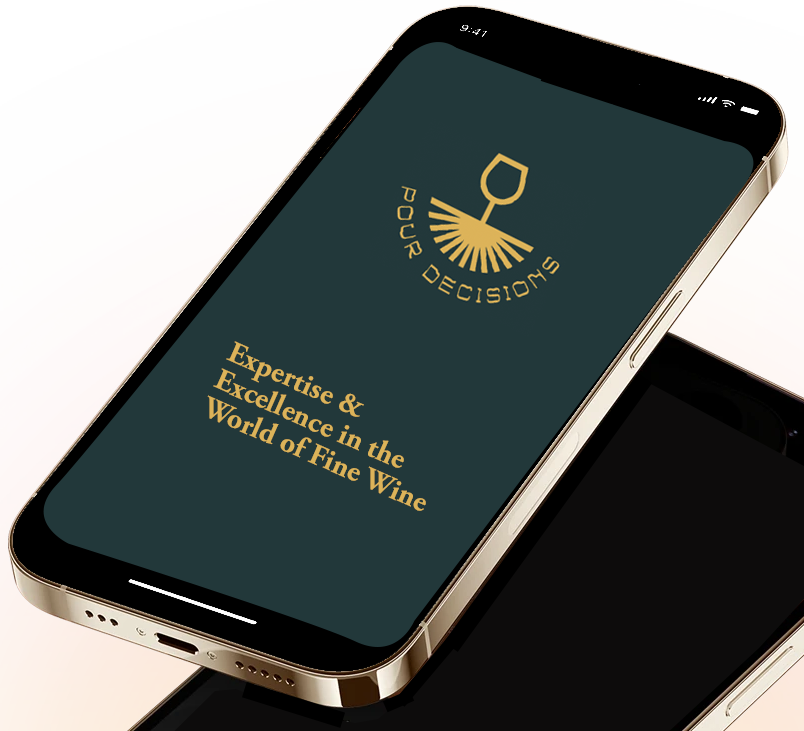 9:41
POUR DECISIONS
Expertise &
Excellence in the
World of Fine Wine